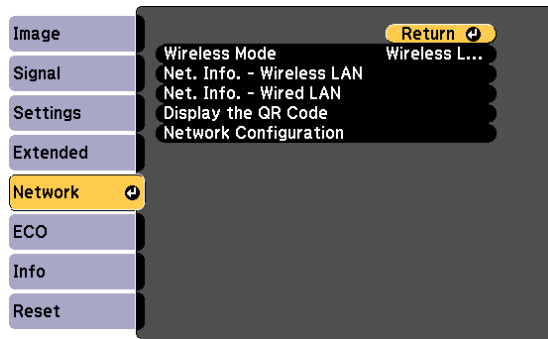 Image
Signal
Settings
Extended
Network
ECO
Info
Reset
Return
Wireless Mode Wireless L...
Net. Info. - Wireless LAN
Net. Info. - Wired LAN
Display the QR Code
Network Configuration